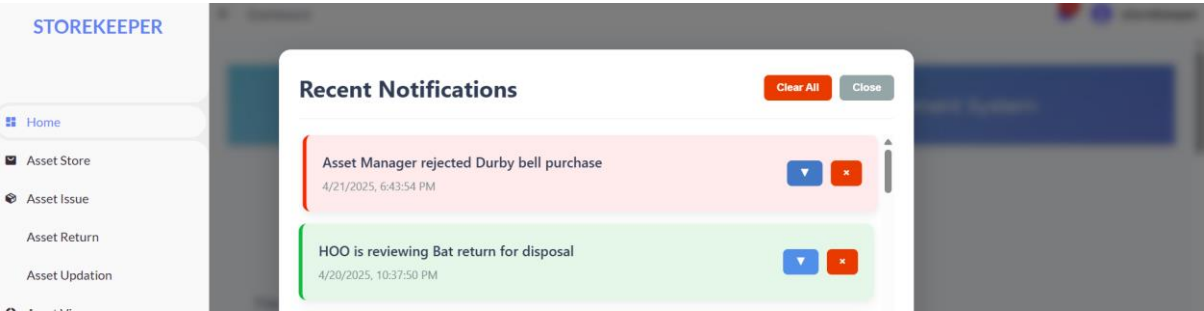 STOREKEEPER
Home
Asset Store
Asset Issue
Asset Return
Asset Updation
Recent Notifications
Clear All
Close
Asset Manager rejected Durby bell purchase
4/21/2025, 6:43:54 PM
HOO is reviewing Bat return for disposal
4/20/2025, 10:37:50 PM